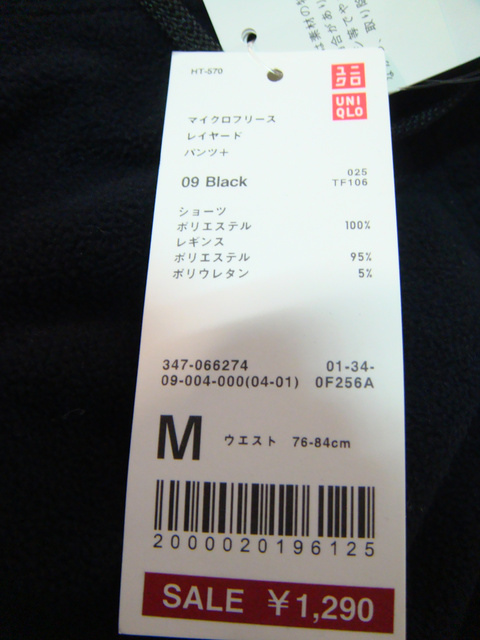 HT-570
ユニ
クロ
UNI
QLO
マイクロフリース
レイヤード
パンツ+
09 Black
025
TF106
ショーツ
ポリエステル 100%
レギンス
ポリエステル 95%
ポリウレタン 5%
347-066274 01-34-
09-004-000(04-01) 0F256A
M ウエスト 76-84cm
2000020196125
SALE ¥1,290